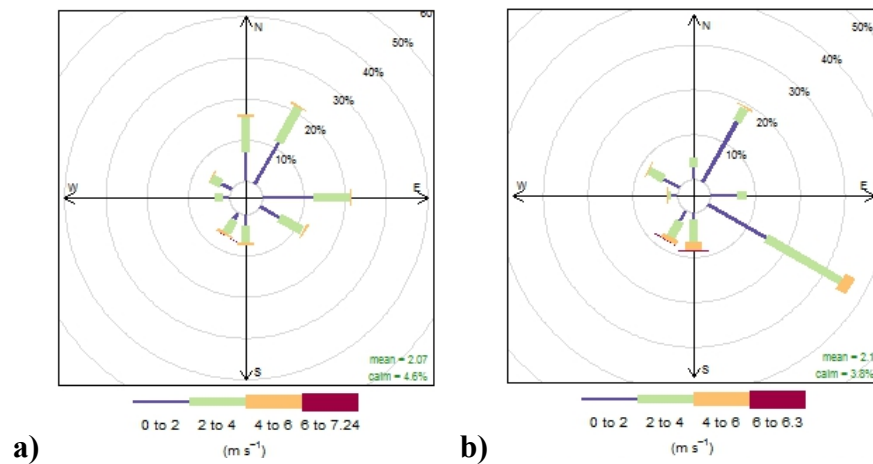 60
50%
40%
30%
20%
10%
N
W
E
S
mean = 2.07
calm = 4.6%
0 to 2 2 to 4 4 to 6 6 to 7.24
(m s⁻¹)
a)
50%
40%
30%
20%
10%
N
W
E
S
mean = 2.1
calm = 3.8%
0 to 2 2 to 4 4 to 6 6 to 6.3
(m s⁻¹)
b)